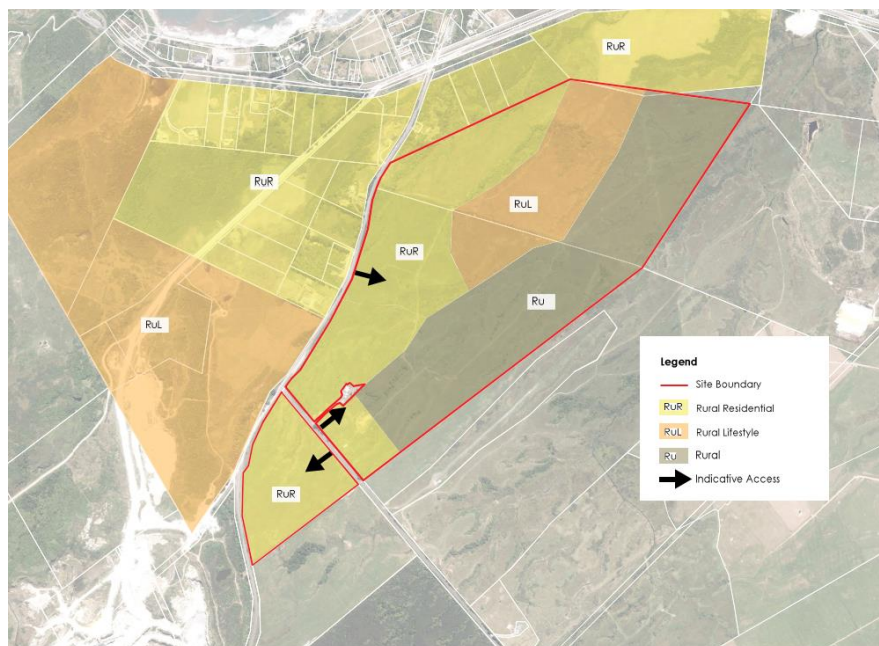 RuR
RuR
RuL
RuR
Ru
RuL
RuR
Legend
Site Boundary
RuR Rural Residential
RuL Rural Lifestyle
Ru Rural
Indicative Access